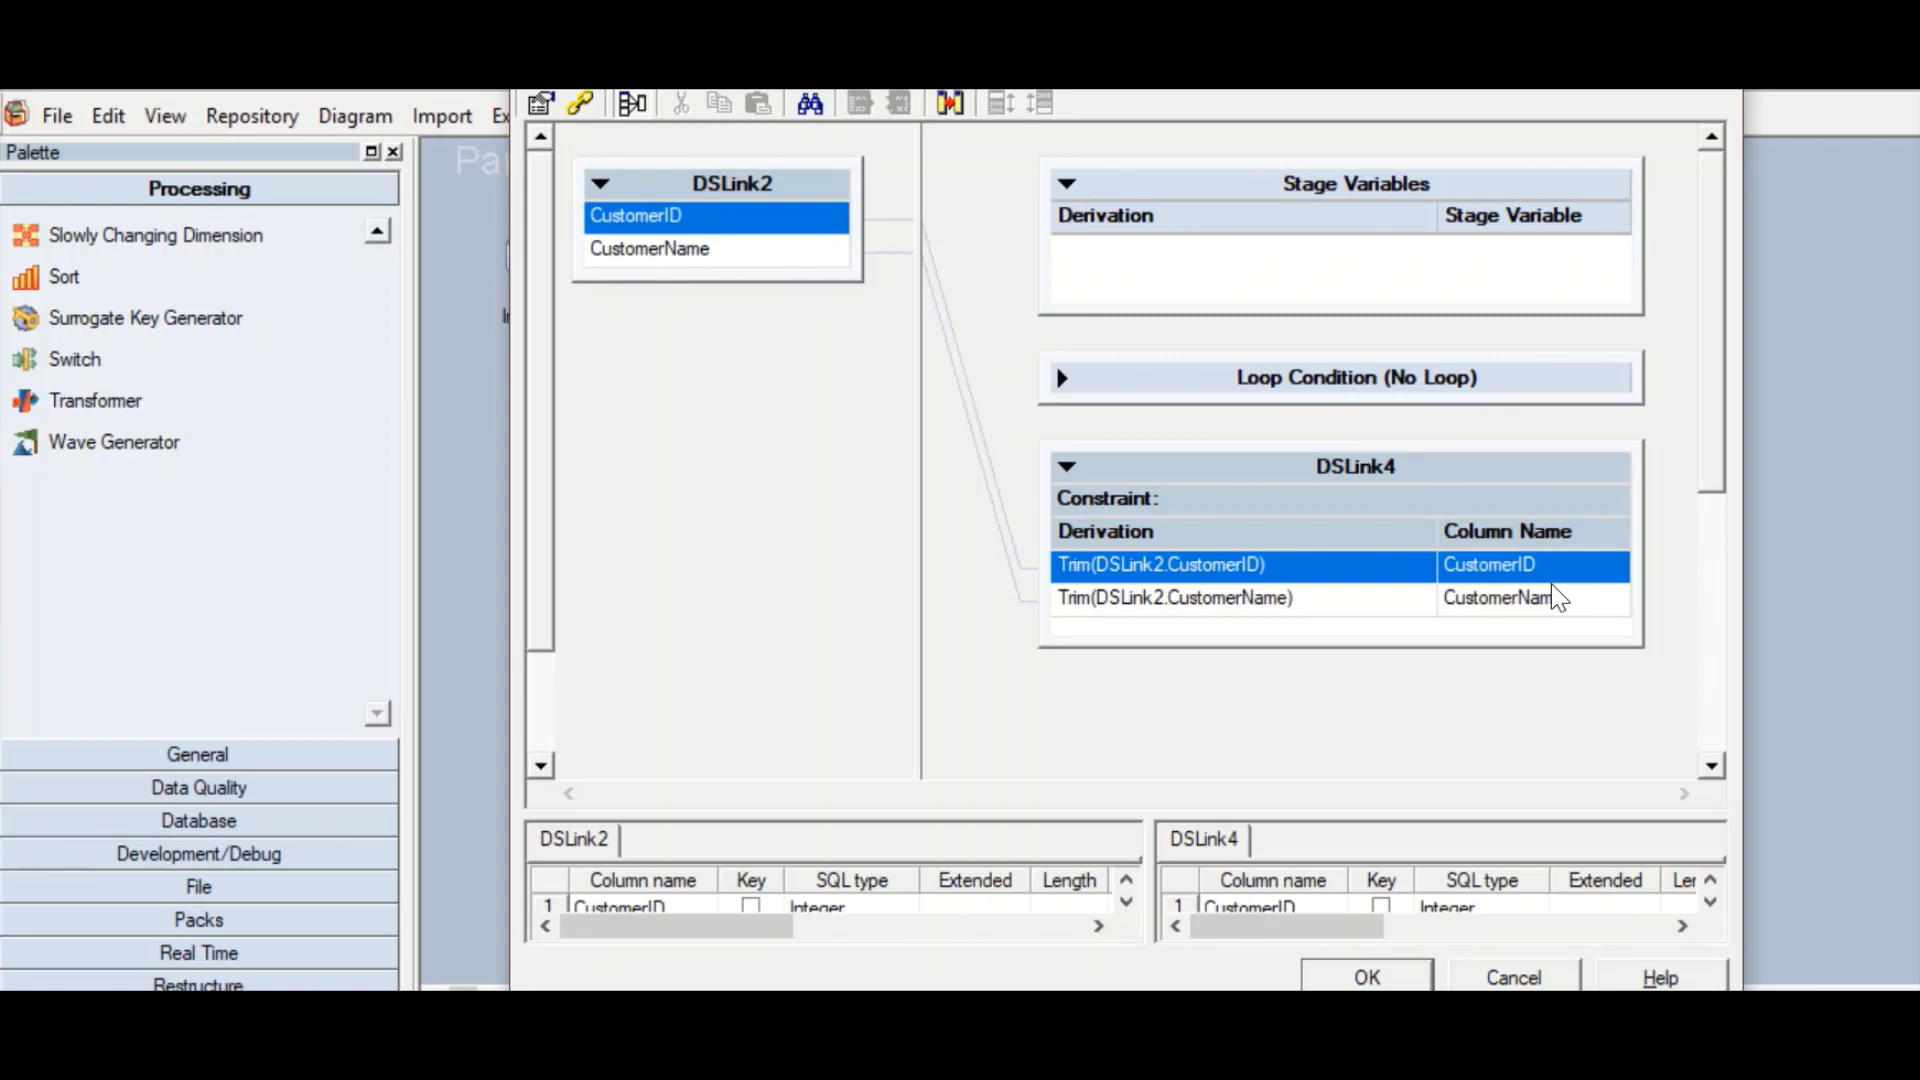 File Edit View Repository Diagram Import Ex
Palette
Processing
Slowly Changing Dimension
Sort
Surrogate Key Generator
Switch
Transformer
Wave Generator
General
Data Quality
Database
Development/Debug
File
Packs
Real Time
Restructure
Pa
DSLink2
CustomerID
CustomerName
Stage Variables
Derivation Stage Variable
Loop Condition (No Loop)
DSLink4
Constraint:
Derivation Column Name
Trim(DSLink2.CustomerID) CustomerID
Trim(DSLink2.CustomerName) CustomerNam
DSLink2
Column name Key SQL type Extended Length
1 CustomerID Integer
DSLink4
Column name Key SQL type Extended Ler
1 CustomerID Integer
OK Cancel Help